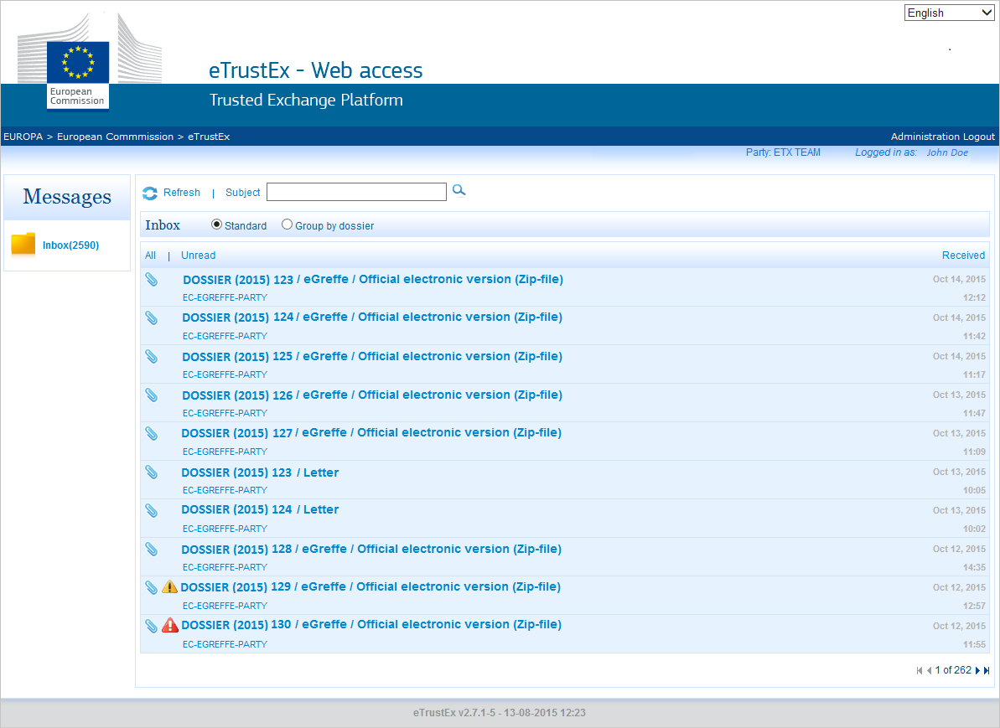 English
eTrustEx - Web access
European
Commission
Trusted Exchange Platform
EUROPA > European Commmission > eTrustEx Administration Logout
Party: ETX TEAM Logged in as: John Doe
Messages
Inbox(2590)
Refresh | Subject
Inbox Standard Group by dossier
All | Unread Received
DOSSIER (2015) 123 / eGreffe / Official electronic version (Zip-file) Oct 14, 2015
EC-EGREFFE-PARTY 12:12
DOSSIER (2015) 124 / eGreffe / Official electronic version (Zip-file) Oct 14, 2015
EC-EGREFFE-PARTY 11:42
DOSSIER (2015) 125 / eGreffe / Official electronic version (Zip-file) Oct 14, 2015
EC-EGREFFE-PARTY 11:17
DOSSIER (2015) 126 / eGreffe / Official electronic version (Zip-file) Oct 13, 2015
EC-EGREFFE-PARTY 11:47
DOSSIER (2015) 127 / eGreffe / Official electronic version (Zip-file) Oct 13, 2015
EC-EGREFFE-PARTY 11:09
DOSSIER (2015) 123 / Letter Oct 13, 2015
EC-EGREFFE-PARTY 10:05
DOSSIER (2015) 124 / Letter Oct 13, 2015
EC-EGREFFE-PARTY 10:02
DOSSIER (2015) 128 / eGreffe / Official electronic version (Zip-file) Oct 12, 2015
EC-EGREFFE-PARTY 14:35
DOSSIER (2015) 129 / eGreffe / Official electronic version (Zip-file) Oct 12, 2015
EC-EGREFFE-PARTY 12:57
DOSSIER (2015) 130 / eGreffe / Official electronic version (Zip-file) Oct 12, 2015
EC-EGREFFE-PARTY 11:55
1 of 262
eTrustEx v2.7.1-5 - 13-08-2015 12:23